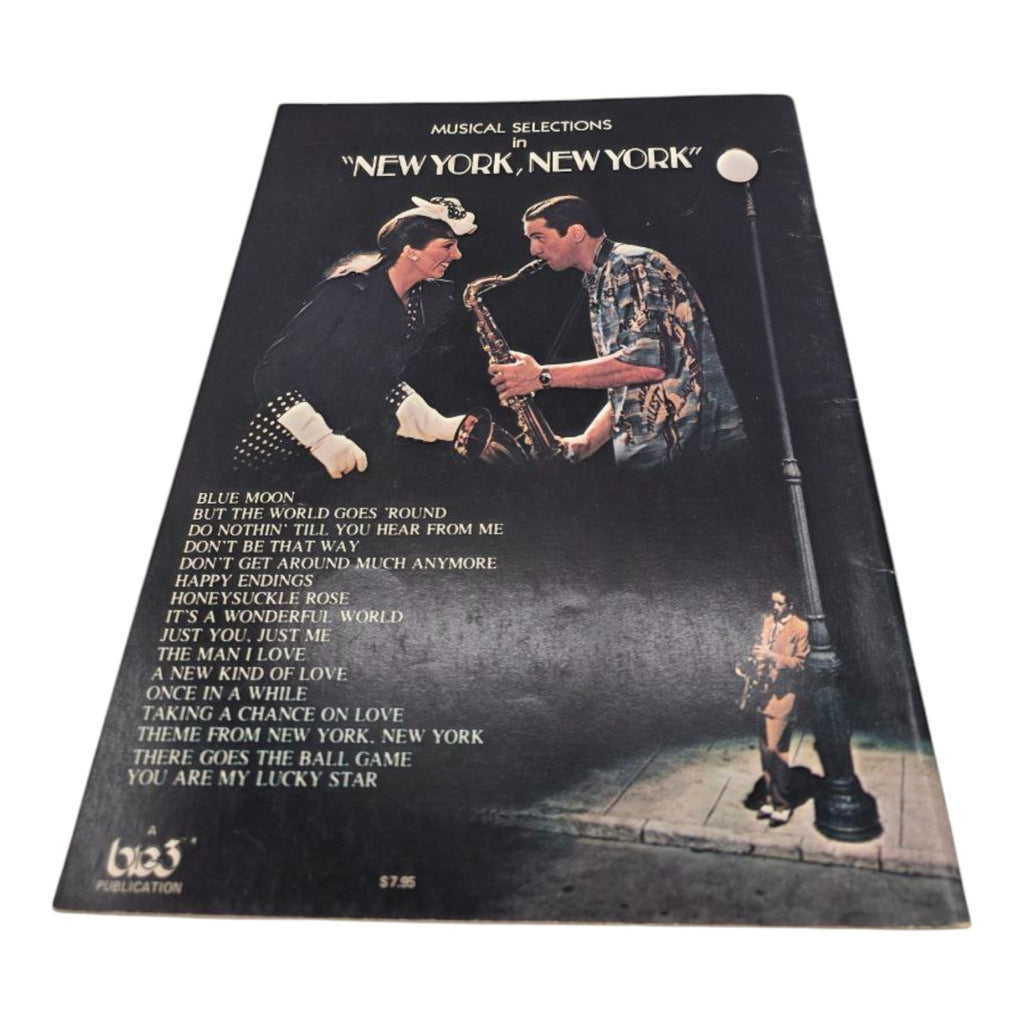 MUSICAL SELECTIONS
in
"NEW YORK, NEW YORK"
BLUE MOON
BUT THE WORLD GOES 'ROUND
DO NOTHIN' TILL YOU HEAR FROM ME
DON'T BE THAT WAY
DON'T GET AROUND MUCH ANYMORE
HAPPY ENDINGS
HONEYSUCKLE ROSE
IT'S A WONDERFUL WORLD
JUST YOU, JUST ME
THE MAN I LOVE
A NEW KIND OF LOVE
ONCE IN A WHILE
TAKING A CHANCE ON LOVE
THEME FROM NEW YORK, NEW YORK
THERE GOES THE BALL GAME
YOU ARE MY LUCKY STAR
A
big3
PUBLICATION
$7.95